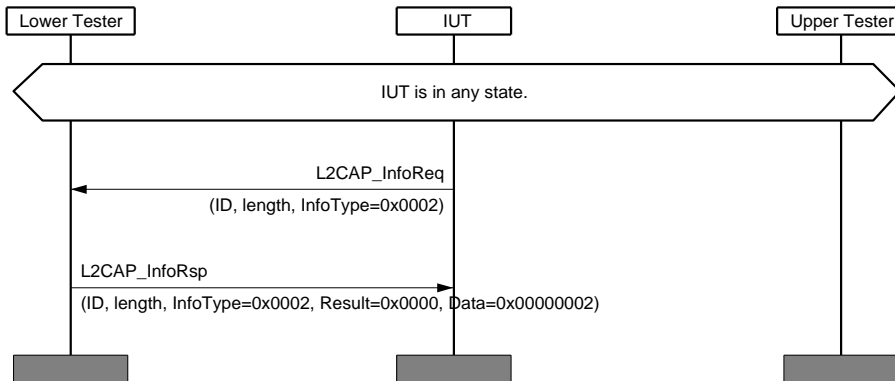 Lower Tester
IUT
Upper Tester
IUT is in any state.
L2CAP_InfoReq
(ID, length, InfoType=0x0002)
L2CAP_InfoRsp
(ID, length, InfoType=0x0002, Result=0x0000, Data=0x00000002)